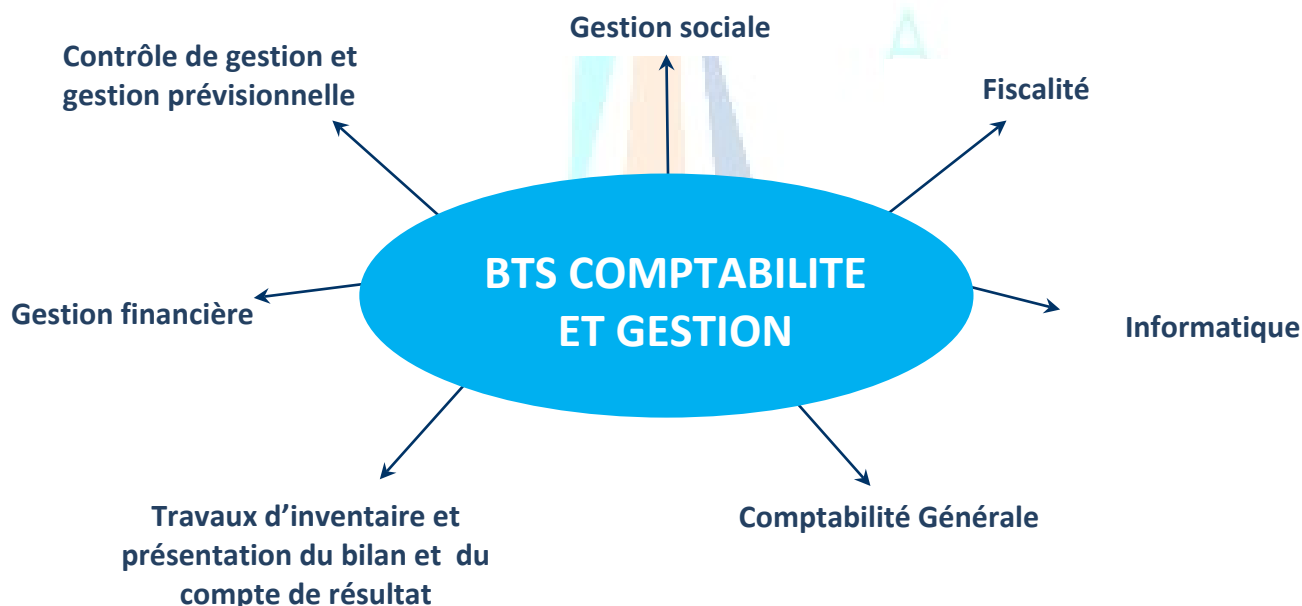 Gestion sociale
Contrôle de gestion et
gestion prévisionnelle
Fiscalité
BTS COMPTABILITE
ET GESTION
Gestion financière
Informatique
Travaux d’inventaire et
présentation du bilan et du
compte de résultat
Comptabilité Générale
A